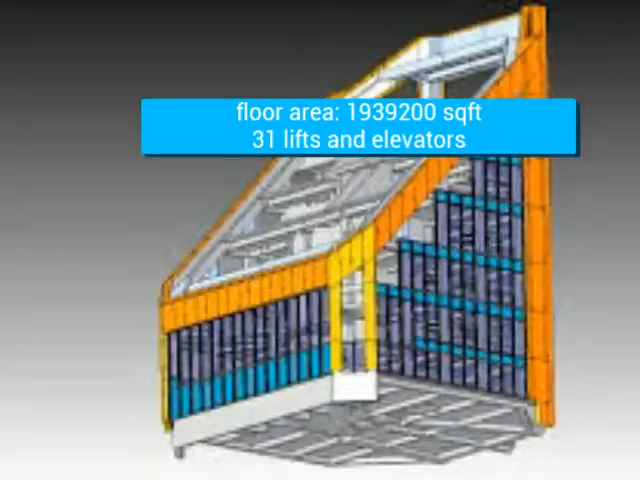 floor area: 1939200 sqft
31 lifts and elevators